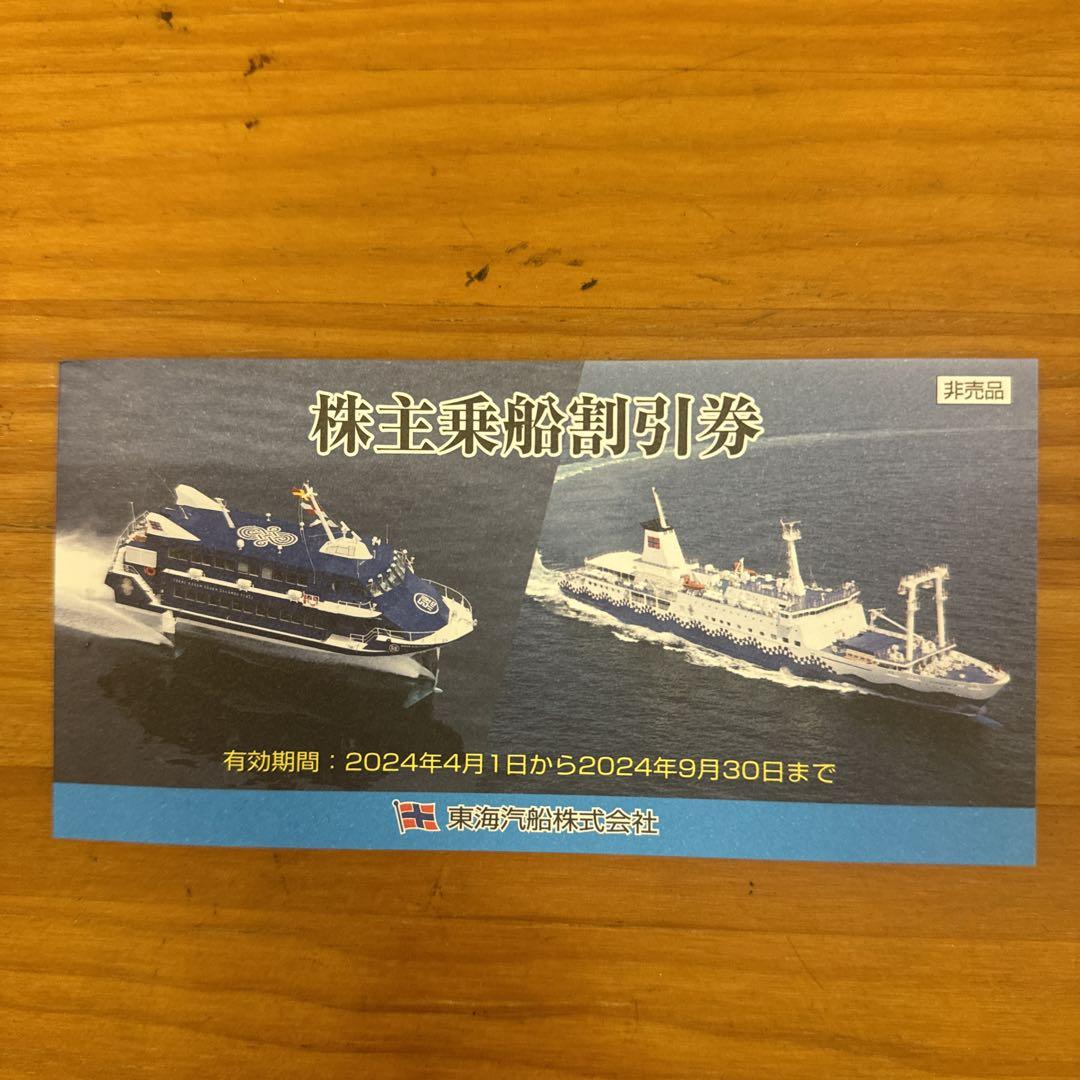 非売品
株主乗船割引券
有効期間：2024年4月1日から2024年9月30日まで
東海汽船株式会社